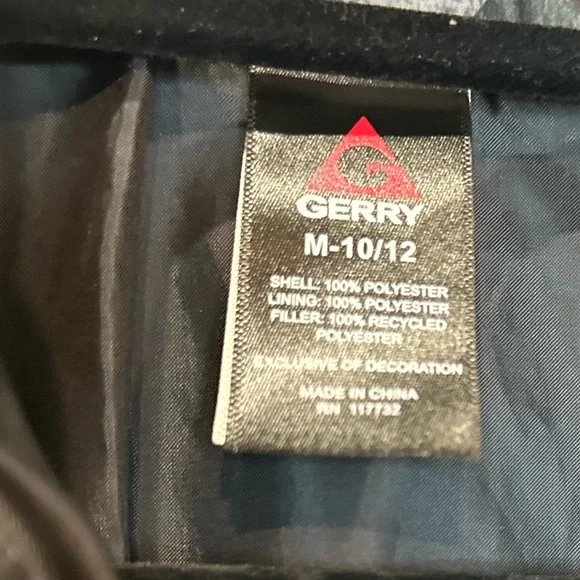 G
GERRY
M-10/12
SHELL: 100% POLYESTER
LINING: 100% POLYESTER
FILLER: 100% RECYCLED
POLYESTER
EXCLUSIVE OF DECORATION
MADE IN CHINA
RN 117732